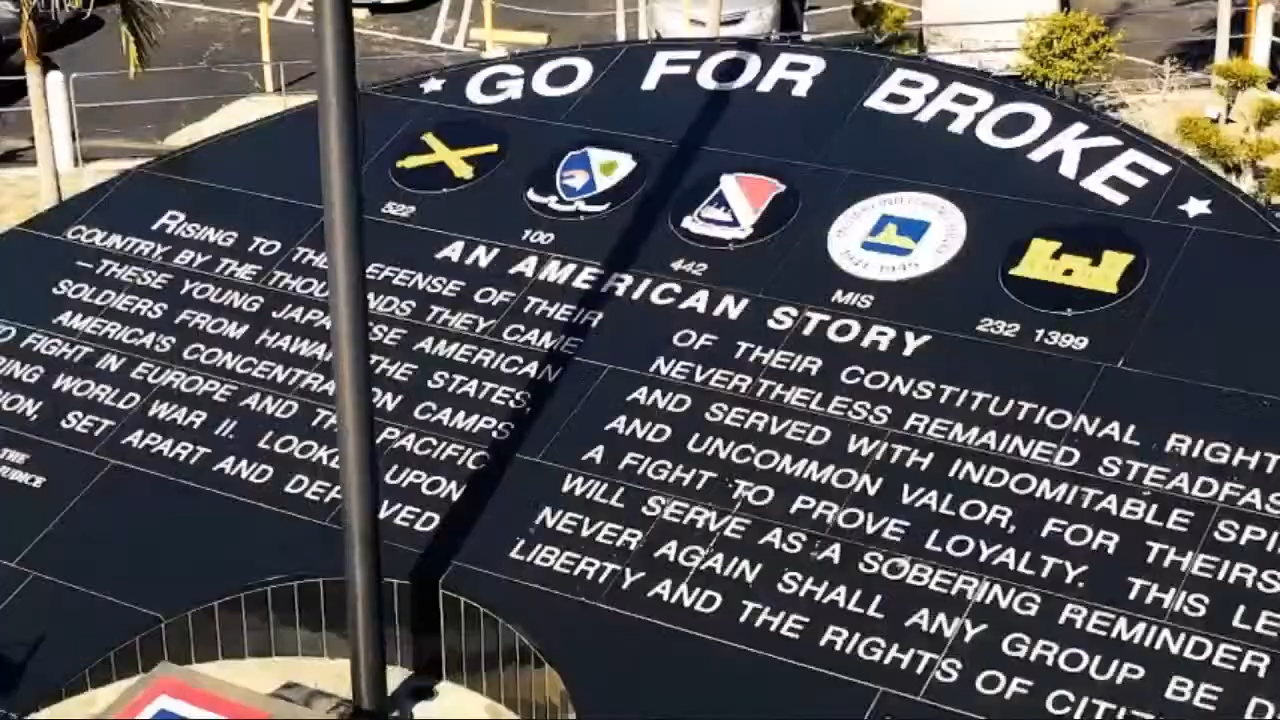 GO FOR BROKE
522
100
442
MIS
232 1399
AN AMERICAN STORY
RISING TO THE DEFENSE OF THEIR
COUNTRY, BY THE THOUSANDS THEY CAME
—THESE YOUNG JAPANESE AMERICAN
SOLDIERS FROM HAWAII, THE STATES,
AMERICA'S CONCENTRATION CAMPS
FIGHT IN EUROPE AND THE PACIFIC
WORLD WAR II. LOOKED UPON
SET APART AND DEPRIVED
OF THEIR CONSTITUTIONAL RIGHT
NEVERTHELESS REMAINED STEADFAS
AND SERVED WITH INDOMITABLE SPI
AND UNCOMMON VALOR, FOR THEIRS
A FIGHT TO PROVE LOYALTY. THIS LE
WILL SERVE AS A SOBERING REMINDER
NEVER AGAIN SHALL ANY GROUP BE D
LIBERTY AND THE RIGHTS OF CITIZ
THE